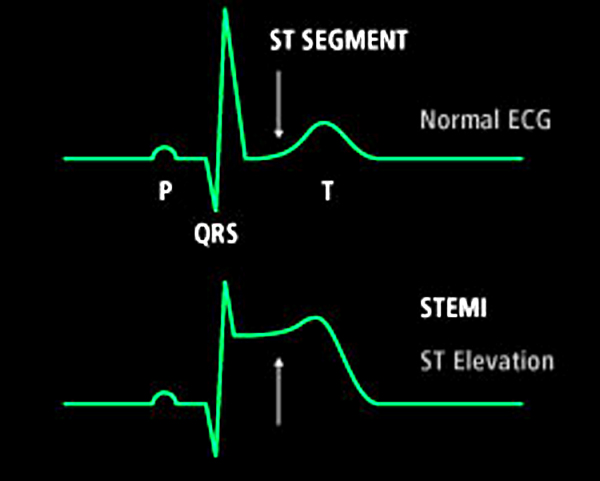 ST SEGMENT
Normal ECG
P
T
QRS
STEMI
ST Elevation